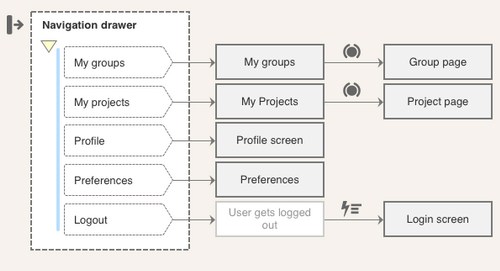 Navigation drawer
My groups
My groups
Group page
My projects
My Projects
Project page
Profile
Profile screen
Preferences
Preferences
Logout
User gets logged
out
Login screen